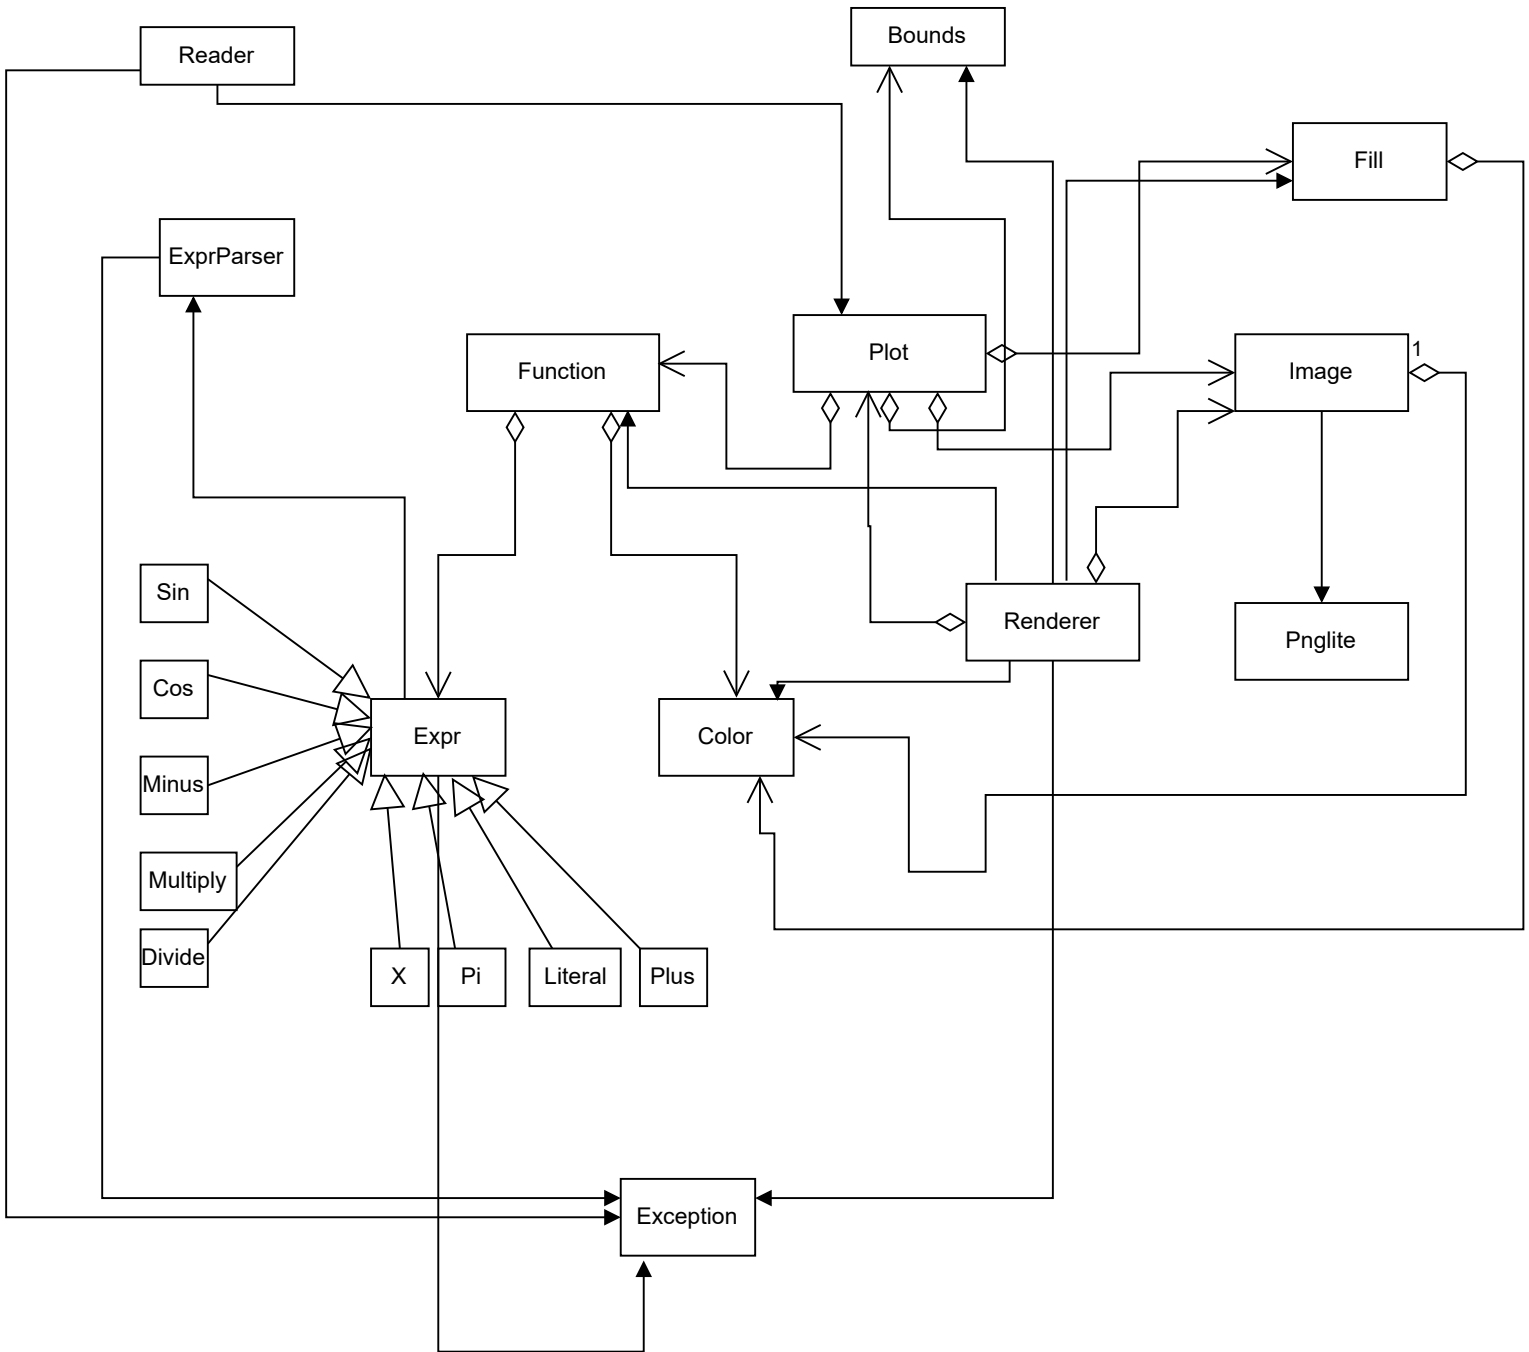 Bounds
Reader
Fill
ExprParser
Plot
1
Function
Image
Sin
Renderer
Pnglite
Cos
Expr
Color
Minus
Multiply
Divide
X
Pi
Literal
Plus
Exception